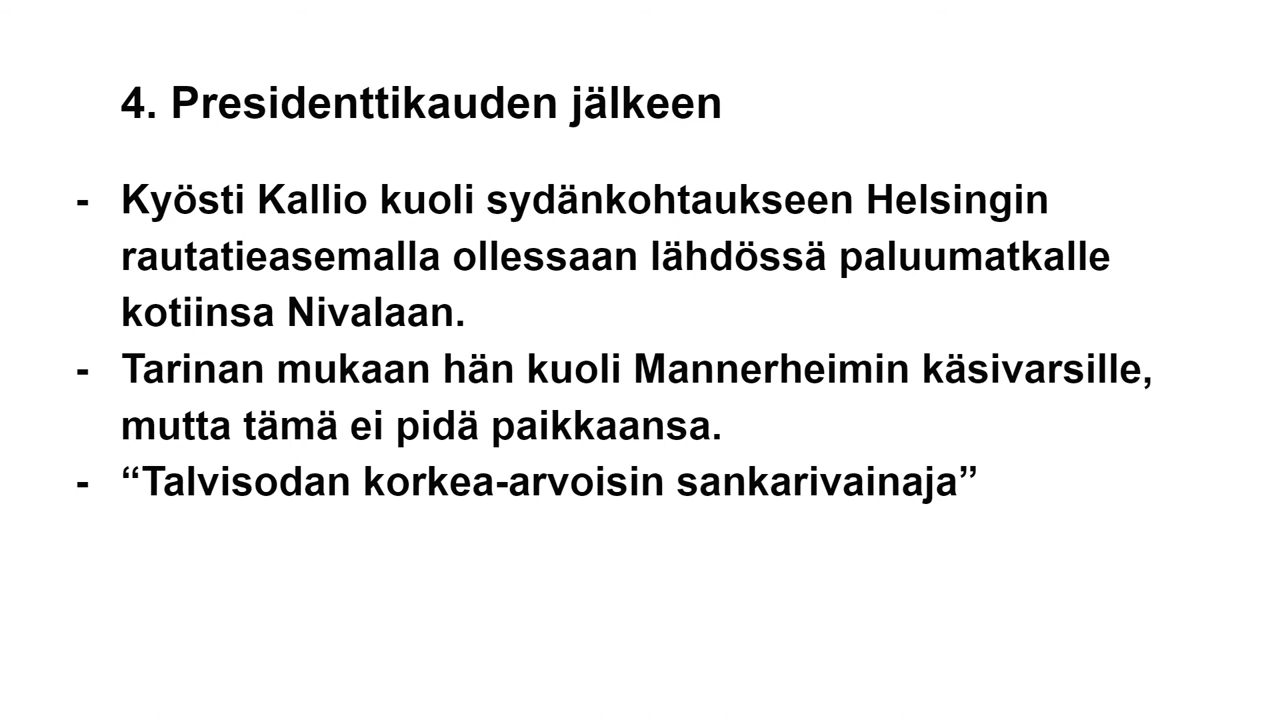 4. Presidenttikauden jälkeen
- Kyösti Kallio kuoli sydänkohtaukseen Helsingin
rautatieasemalla ollessaan lähdössä paluumatkalle
kotiinsa Nivalaan.
- Tarinan mukaan hän kuoli Mannerheimin käsivarsille,
mutta tämä ei pidä paikkaansa.
- “Talvisodan korkea-arvoisin sankarivainaja”